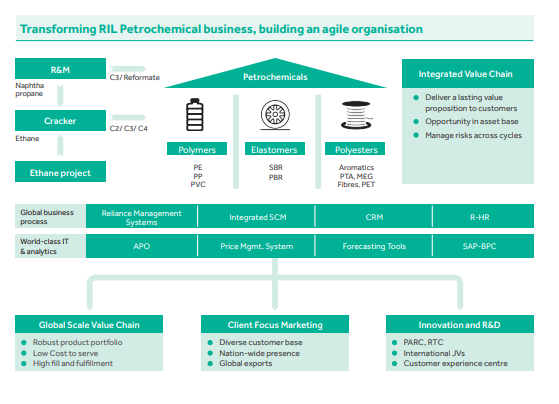 Transforming RIL Petrochemical business, building an agile organisation
R&M
C3/ Reformate
Naphtha
propane
Cracker
C2/ C3/ C4
Ethane
Ethane project
Petrochemicals
Polymers
PE
PP
PVC
Elastomers
SBR
PBR
Polyesters
Aromatics
PTA, MEG
Fibres, PET
Integrated Value Chain
Deliver a lasting value
proposition to customers
Opportunity in asset base
Manage risks across cycles
Global business
process
Reliance Management
Systems
Integrated SCM
CRM
R-HR
World-class IT
& analytics
APO
Price Mgmt. System
Forecasting Tools
SAP-BPC
Global Scale Value Chain
Robust product portfolio
Low Cost to serve
High fill and fulfillment
Client Focus Marketing
Diverse customer base
Nation-wide presence
Global exports
Innovation and R&D
PARC, RTC
International JVs
Customer experience centre